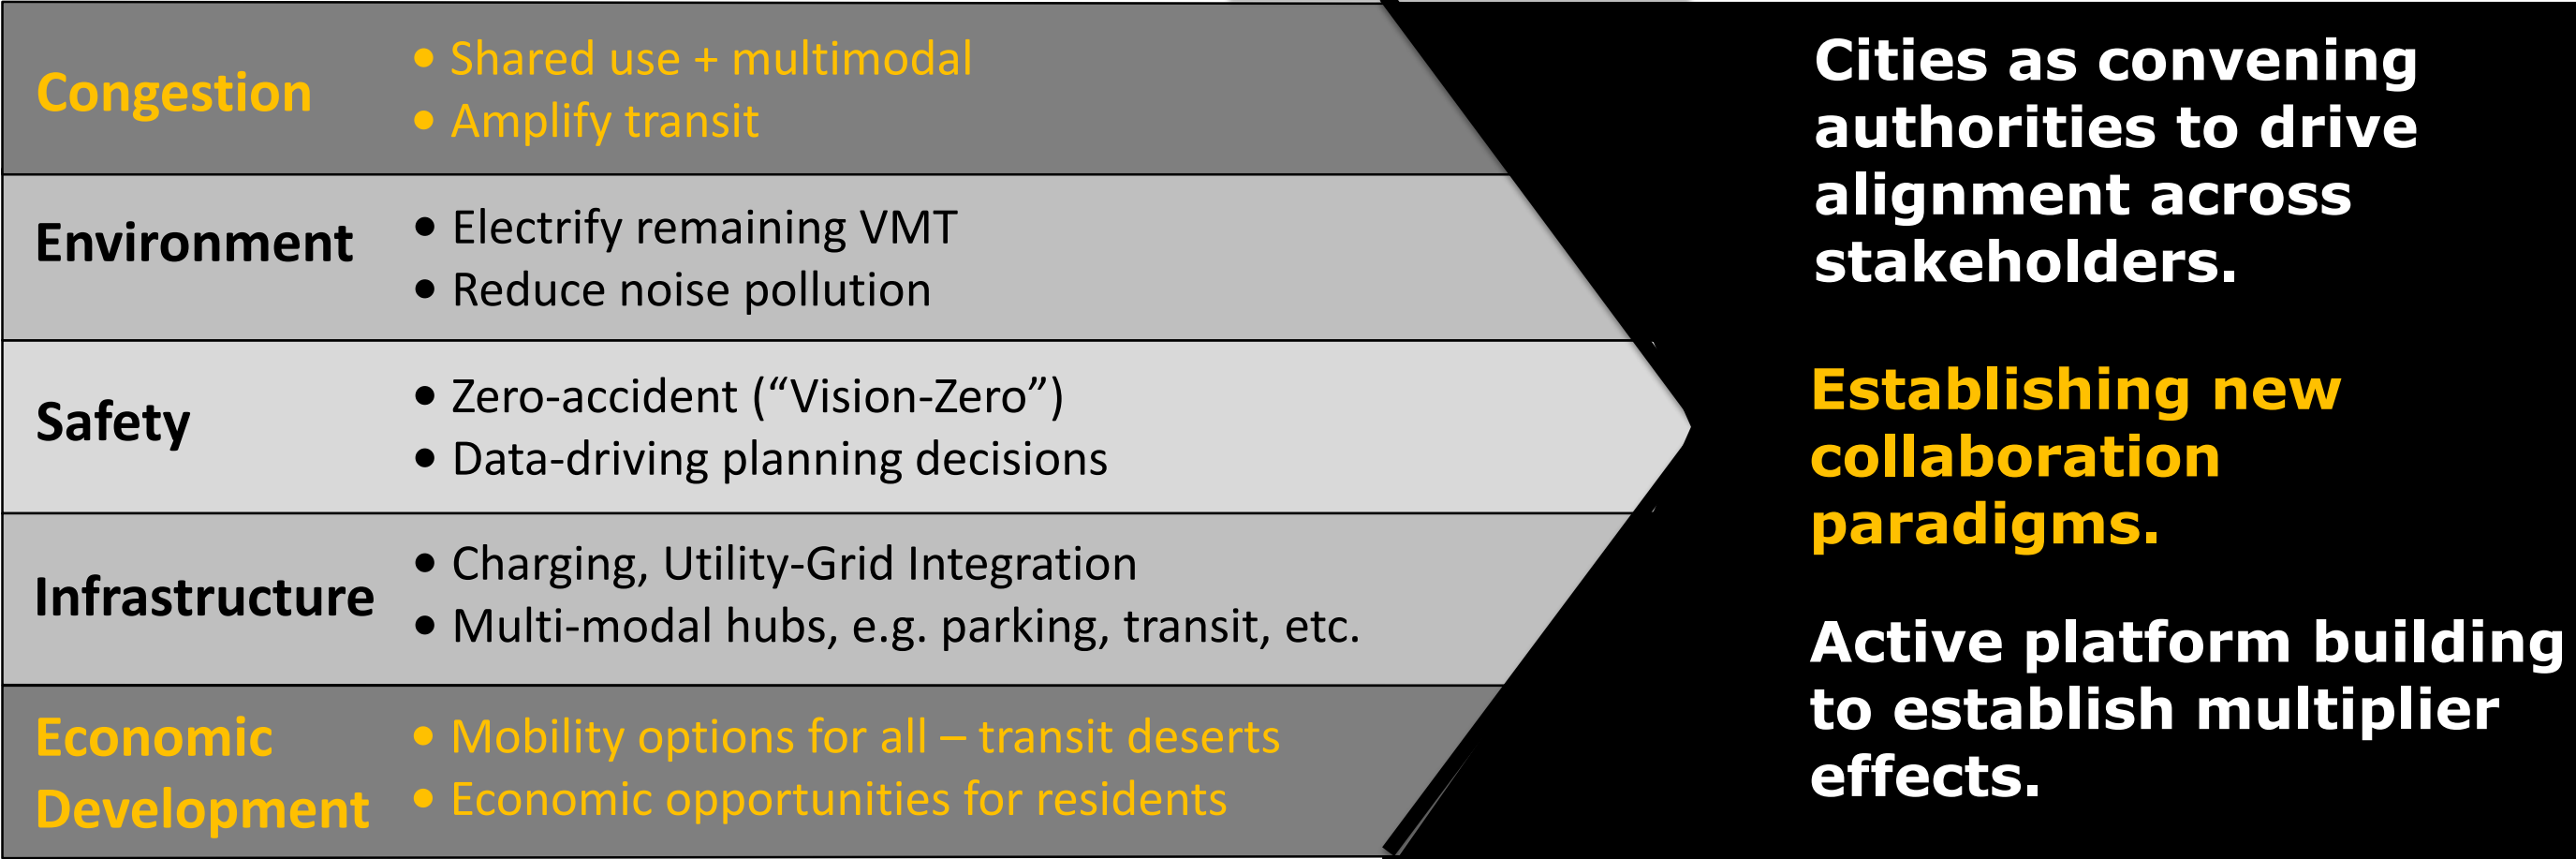 Congestion
• Shared use + multimodal
• Amplify transit
Environment
• Electrify remaining VMT
• Reduce noise pollution
Safety
• Zero-accident (“Vision-Zero”)
• Data-driving planning decisions
Infrastructure
• Charging, Utility-Grid Integration
• Multi-modal hubs, e.g. parking, transit, etc.
Economic
Development
• Mobility options for all – transit deserts
• Economic opportunities for residents
Cities as convening
authorities to drive
alignment across
stakeholders.
Establishing new
collaboration
paradigms.
Active platform building
to establish multiplier
effects.